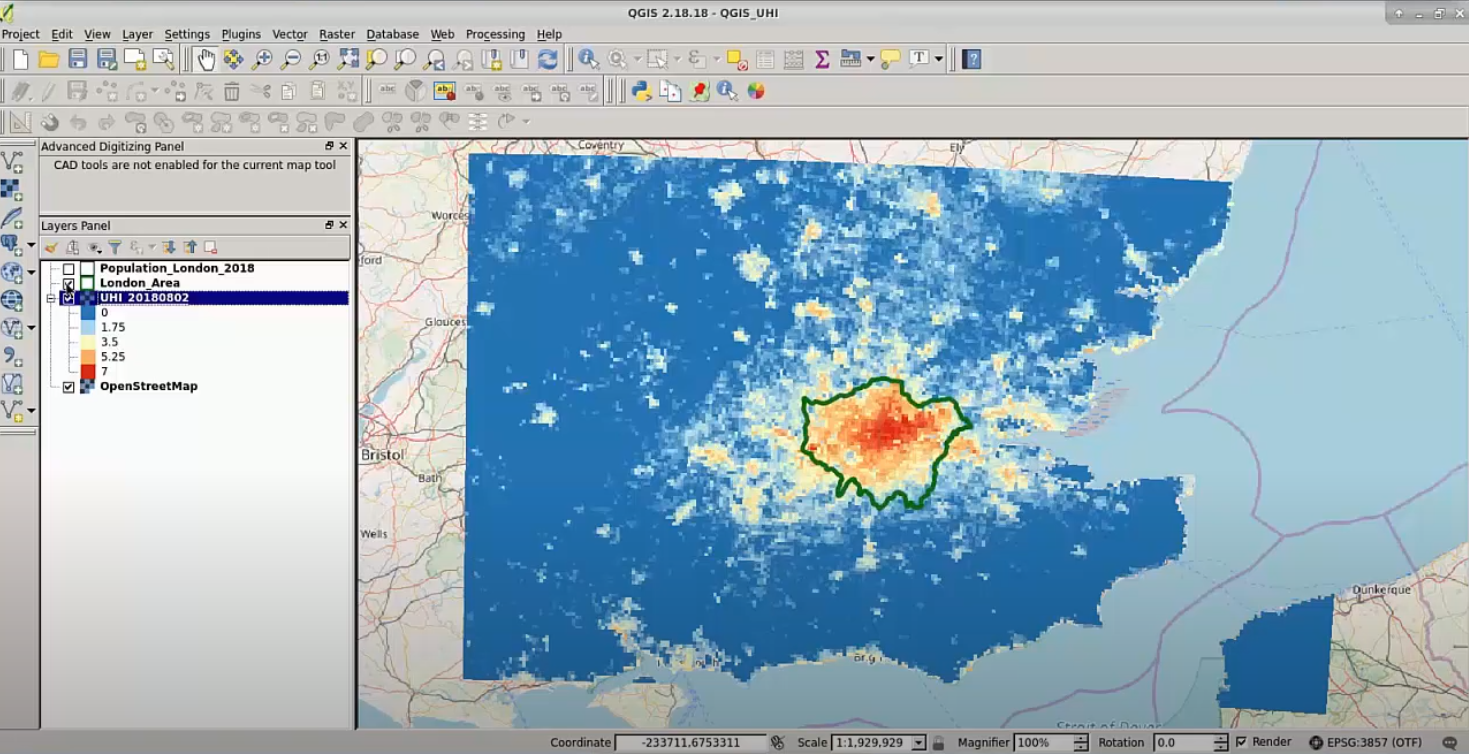 QGIS 2.18.18 - QGIS_UHI
Project Edit View Layer Settings Plugins Vector Raster Database Web Processing Help
Advanced Digitizing Panel
CAD tools are not enabled for the current map tool
Layers Panel
Population_London_2018
London_Area
UHI_20180802
0
1.75
3.5
5.25
7
OpenStreetMap
Coventry
Ely
Worces
ford
Glouces
Bristol
Bath
Wells
Dunkerque
Strait of Dover
Coordinate -233711,6753311 Scale 1:1,929,929 Magnifier 100% Rotation 0.0 Render EPSG:3857 (OTF)